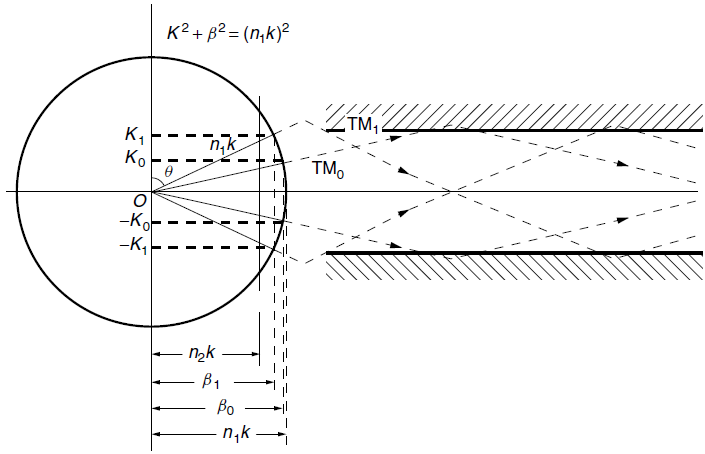 K² + β² = (n₁k)²
TM₁
K₁
n₁k
K₀
θ
TM₀
O
−K₀
−K₁
n₂k
β₁
β₀
n₁k